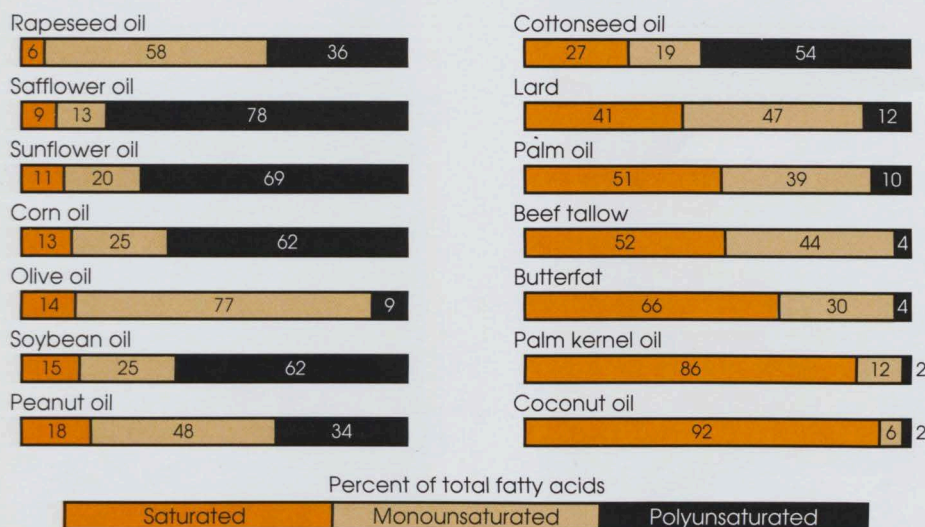 Rapeseed oil
6 58 36
Safflower oil
9 13 78
Sunflower oil
11 20 69
Corn oil
13 25 62
Olive oil
14 77 9
Soybean oil
15 25 62
Peanut oil
18 48 34
Cottonseed oil
27 19 54
Lard
41 47 12
Palm oil
51 39 10
Beef tallow
52 44 4
Butterfat
66 30 4
Palm kernel oil
86 12 2
Coconut oil
92 6 2
Percent of total fatty acids
Saturated Monounsaturated Polyunsaturated